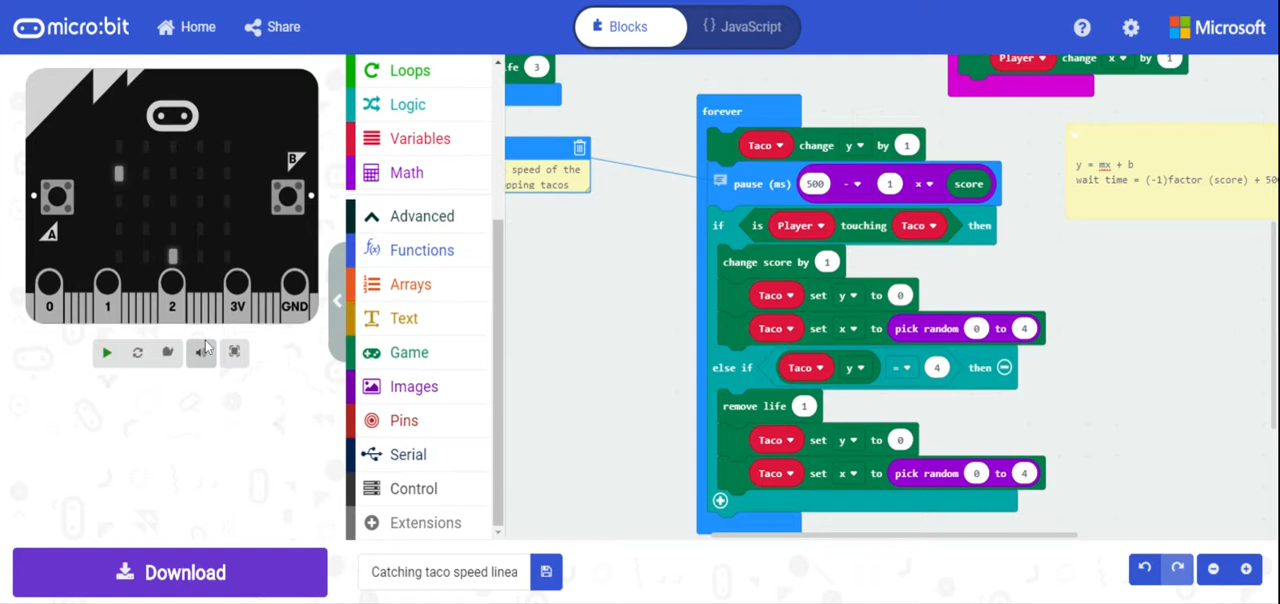 micro:bit Home Share Blocks {} JavaScript ? Microsoft
B
A
0 1 2 3V GND
Loops
Logic
Variables
Math
Advanced
f(x) Functions
Arrays
Text
Game
Images
Pins
Serial
Control
Extensions
ife 3
speed of the
pping tacos
Player change x by 1
forever
Taco change y by 1
pause (ms) 500 - 1 x score
if is Player touching Taco then
change score by 1
Taco set y to 0
Taco set x to pick random 0 to 4
else if Taco y = 4 then
remove life 1
Taco set y to 0
Taco set x to pick random 0 to 4
y = mx + b
wait time = (-1)factor (score) + 50
Download
Catching taco speed linea